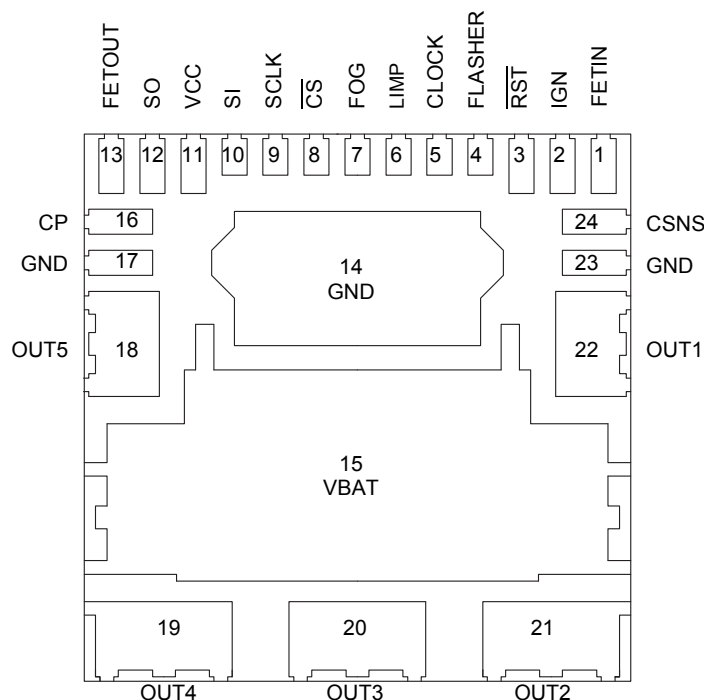 FETOUT
SO
VCC
SI
SCLK
CS
FOG
LIMP
CLOCK
FLASHER
RST
IGN
FETIN
13 12 11 10 9 8 7 6 5 4 3 2 1
CP 16 24 CSNS
GND 17 23 GND
14
GND
OUT5 18 22 OUT1
15
VBAT
19 20 21
OUT4 OUT3 OUT2